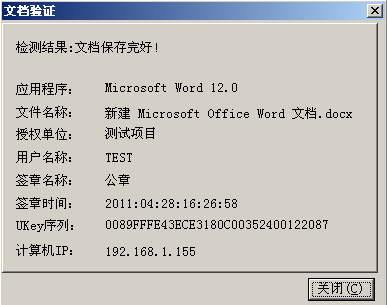 文档验证
检测结果:文档保存完好!
应用程序: Microsoft Word 12.0
文件名称: 新建 Microsoft Office Word 文档.docx
授权单位: 测试项目
用户名称: TEST
签章名称: 公章
签章时间: 2011:04:28:16:26:58
UKey序列: 0089FFFE43ECE3180C00352400122087
计算机IP: 192.168.1.155
关闭(C)